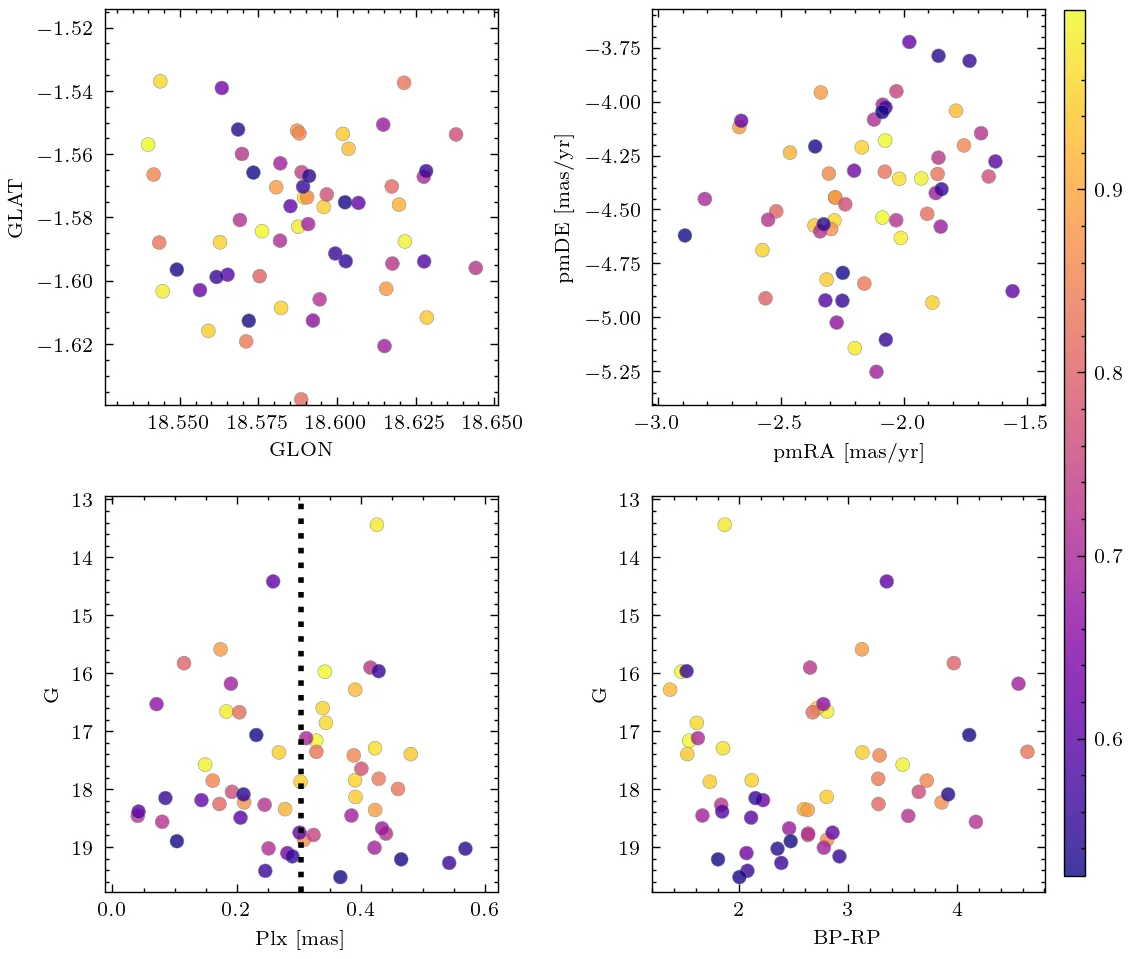 −1.52
−1.54
−1.56
−1.58
−1.60
−1.62
GLAT
18.550 18.575 18.600 18.625 18.650
GLON
−3.75
−4.00
−4.25
−4.50
−4.75
−5.00
−5.25
pmDE [mas/yr]
−3.0 −2.5 −2.0 −1.5
pmRA [mas/yr]
0.9
0.8
0.7
0.6
13
14
15
16
17
18
19
G
0.0 0.2 0.4 0.6
Plx [mas]
13
14
15
16
17
18
19
G
2 3 4
BP-RP